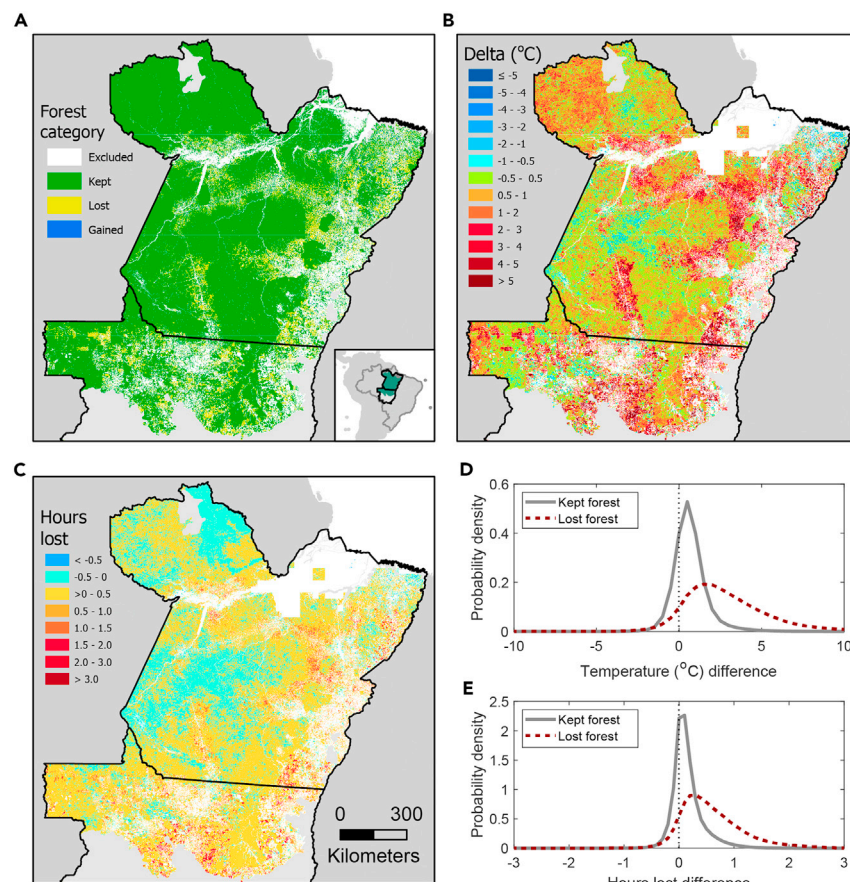 A
Forest
category
Excluded
Kept
Lost
Gained
B
Delta (°C)
≤ -5
-5 -4
-4 - -3
-3 - -2
-2 - -1
-1 - -0.5
-0.5 - 0.5
0.5 - 1
1 - 2
2 - 3
3 - 4
4 - 5
> 5
C
Hours
lost
< -0.5
-0.5 - 0
>0 - 0.5
0.5 - 1.0
1.0 - 1.5
1.5 - 2.0
2.0 - 3.0
> 3.0
0 300
Kilometers
D
Probability density
0.6
0.4
0.2
0
Kept forest
Lost forest
-10 -5 0 5 10
Temperature (°C) difference
E
Probability density
2.5
2
1.5
1
0.5
0
Kept forest
Lost forest
-3 -2 -1 0 1 2 3
Hours lost difference